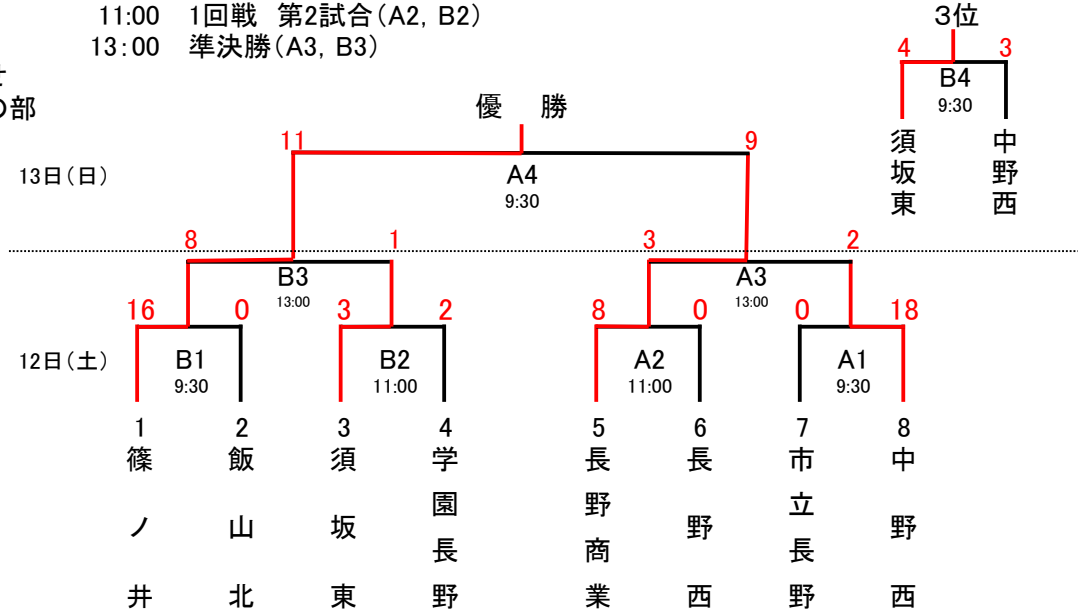 11:00 1回戦 第2試合(A2, B2)
13:00 準決勝(A3, B3)
の部
3位
4 3
B4
9:30
須坂東 中野西
優 勝
11 9
13日(日)
A4
9:30
8 1 3 2
B3 A3
13:00 13:00
16 0 3 2 8 0 0 18
12日(土)
B1 B2 A2 A1
9:30 11:00 11:00 9:30
1 2 3 4 5 6 7 8
篠ノ井 飯山北 須坂東 学園長野 長野商業 長野西 市立長野 中野西